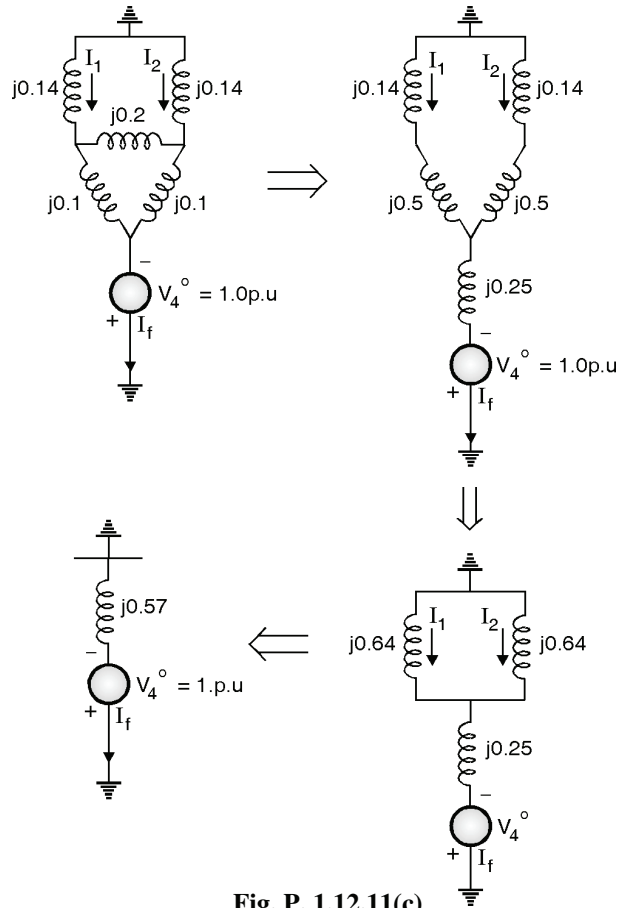 I1
I2
j0.14
j0.14
j0.2
j0.1
j0.1
−
V4° = 1.0p.u
+
If
I1
I2
j0.14
j0.14
j0.5
j0.5
j0.25
−
V4° = 1.0p.u
+
If
j0.57
−
V4° = 1.p.u
+
If
I1
I2
j0.64
j0.64
j0.25
−
V4°
+
If
Fig. P. 1.12.11(c)